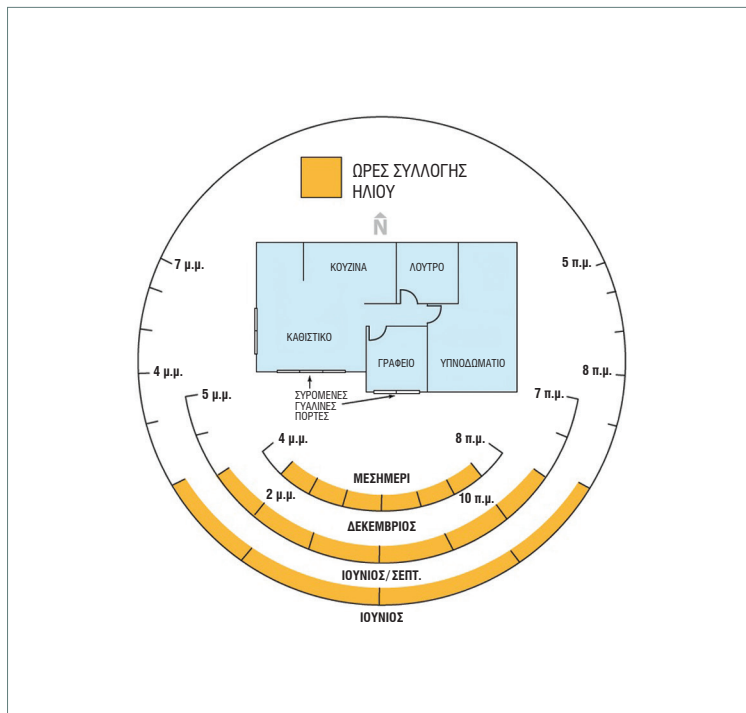 ΩΡΕΣ ΣΥΛΛΟΓΗΣ
ΗΛΙΟΥ
N
7 μ.μ.
5 π.μ.
ΚΟΥΖΙΝΑ
ΛΟΥΤΡΟ
ΚΑΘΙΣΤΙΚΟ
ΓΡΑΦΕΙΟ
ΥΠΝΟΔΩΜΑΤΙΟ
4 μ.μ.
8 π.μ.
ΣΥΡΟΜΕΝΕΣ
ΓΥΑΛΙΝΕΣ
ΠΟΡΤΕΣ
5 μ.μ.
7 π.μ.
4 μ.μ.
8 π.μ.
ΜΕΣΗΜΕΡΙ
2 μ.μ.
10 π.μ.
ΔΕΚΕΜΒΡΙΟΣ
ΙΟΥΝΙΟΣ/ΣΕΠΤ.
ΙΟΥΝΙΟΣ